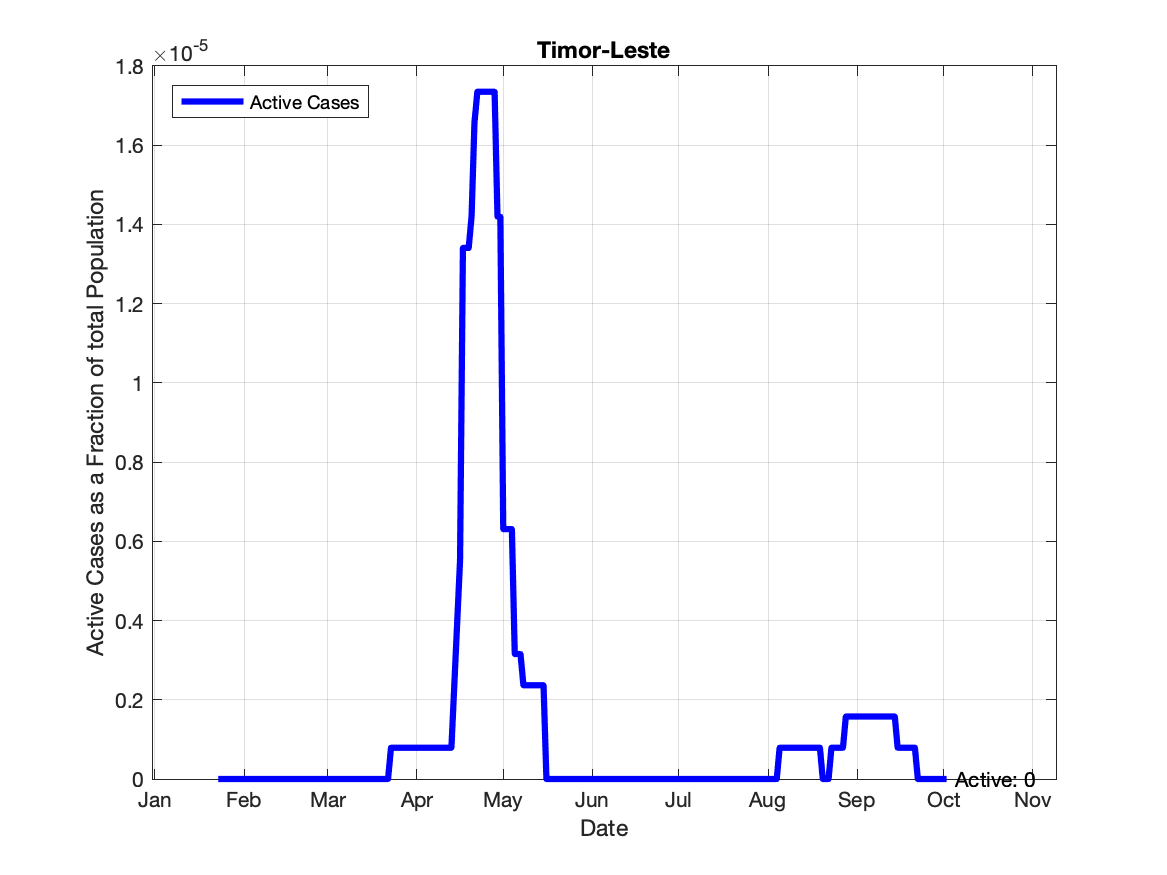 Timor-Leste
×10-5
1.8
1.6
1.4
1.2
1
0.8
0.6
0.4
0.2
0
Active Cases
Active Cases as a Fraction of total Population
Active: 0
Jan Feb Mar Apr May Jun Jul Aug Sep Oct Nov
Date